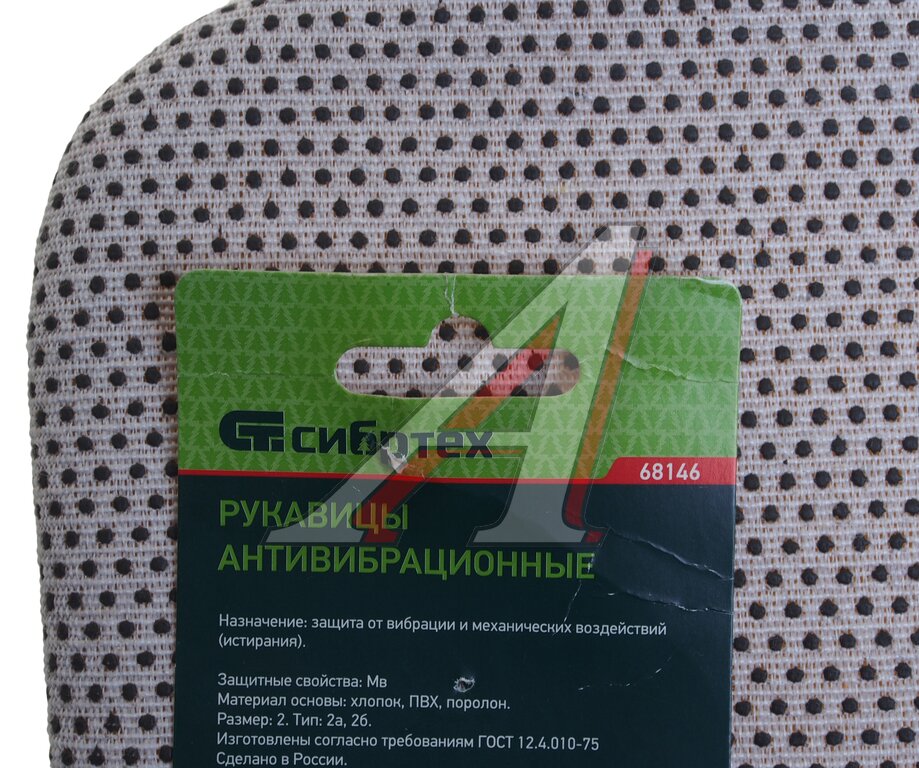 сибртех
68146
РУКАВИЦЫ
АНТИВИБРАЦИОННЫЕ
Назначение: защита от вибрации и механических воздействий
(истирания).
Защитные свойства: Мв
Материал основы: хлопок, ПВХ, поролон.
Размер: 2. Тип: 2а, 2б.
Изготовлены согласно требованиям ГОСТ 12.4.010-75
Сделано в России.